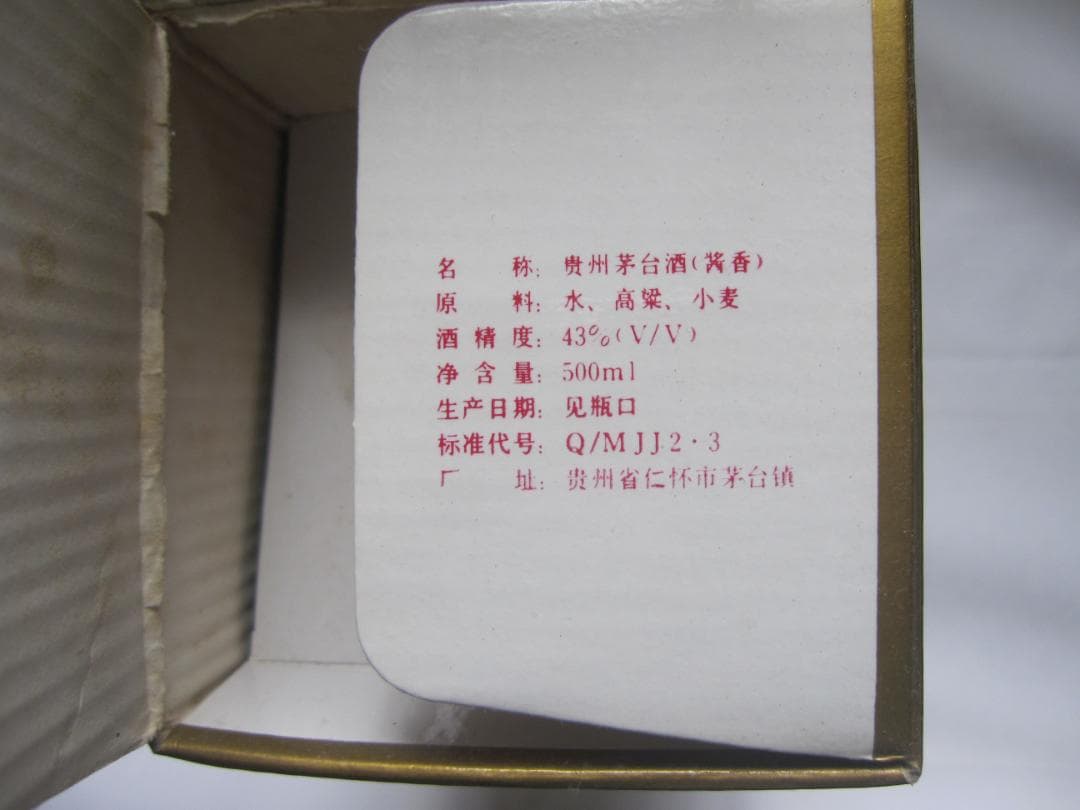 名称：贵州茅台酒（酱香）
原料：水、高粱、小麦
酒精度：43%（V/V）
净含量：500ml
生产日期：见瓶口
标准代号：Q/MJJ2·3
厂址：贵州省仁怀市茅台镇